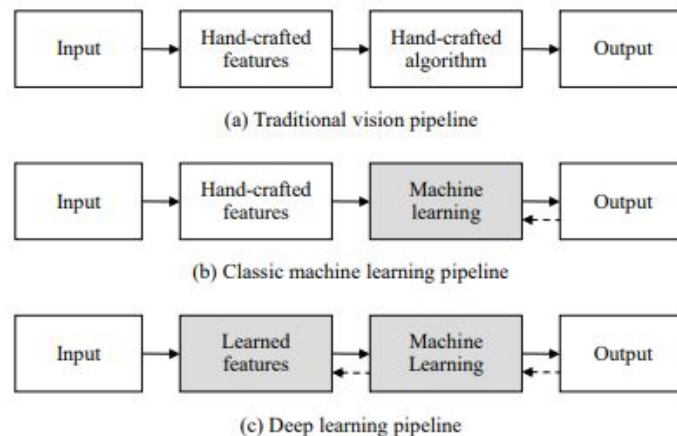 Input
Hand-crafted
features
Hand-crafted
algorithm
Output
(a) Traditional vision pipeline
Input
Hand-crafted
features
Machine
learning
Output
(b) Classic machine learning pipeline
Input
Learned
features
Machine
Learning
Output
(c) Deep learning pipeline